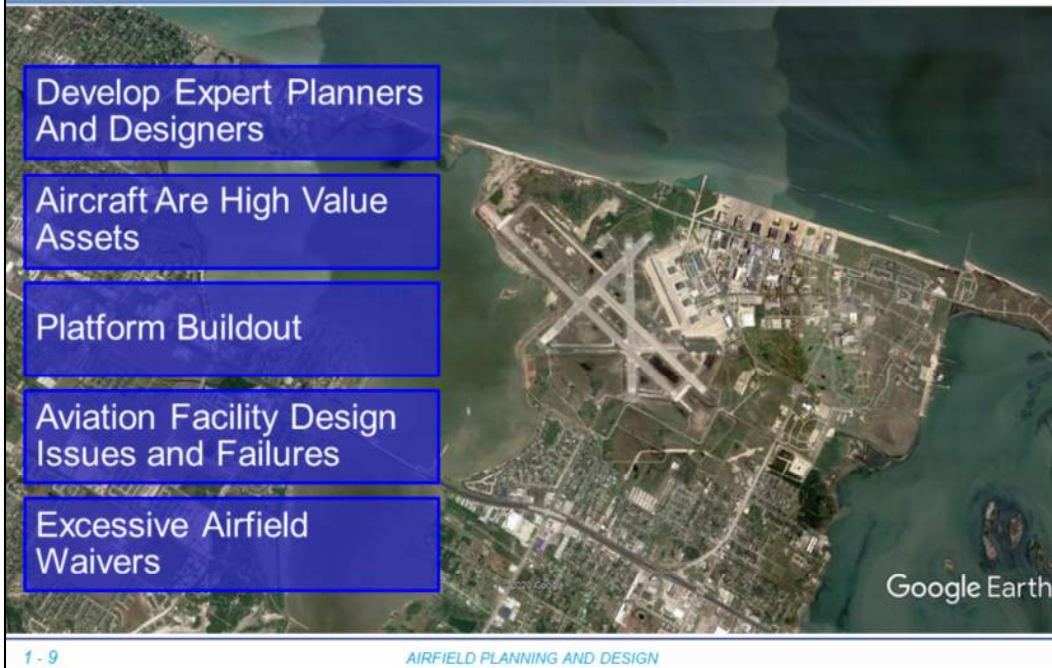 Develop Expert Planners
And Designers
Aircraft Are High Value
Assets
Platform Buildout
Aviation Facility Design
Issues and Failures
Excessive Airfield
Waivers
Google Earth
1 - 9
AIRFIELD PLANNING AND DESIGN